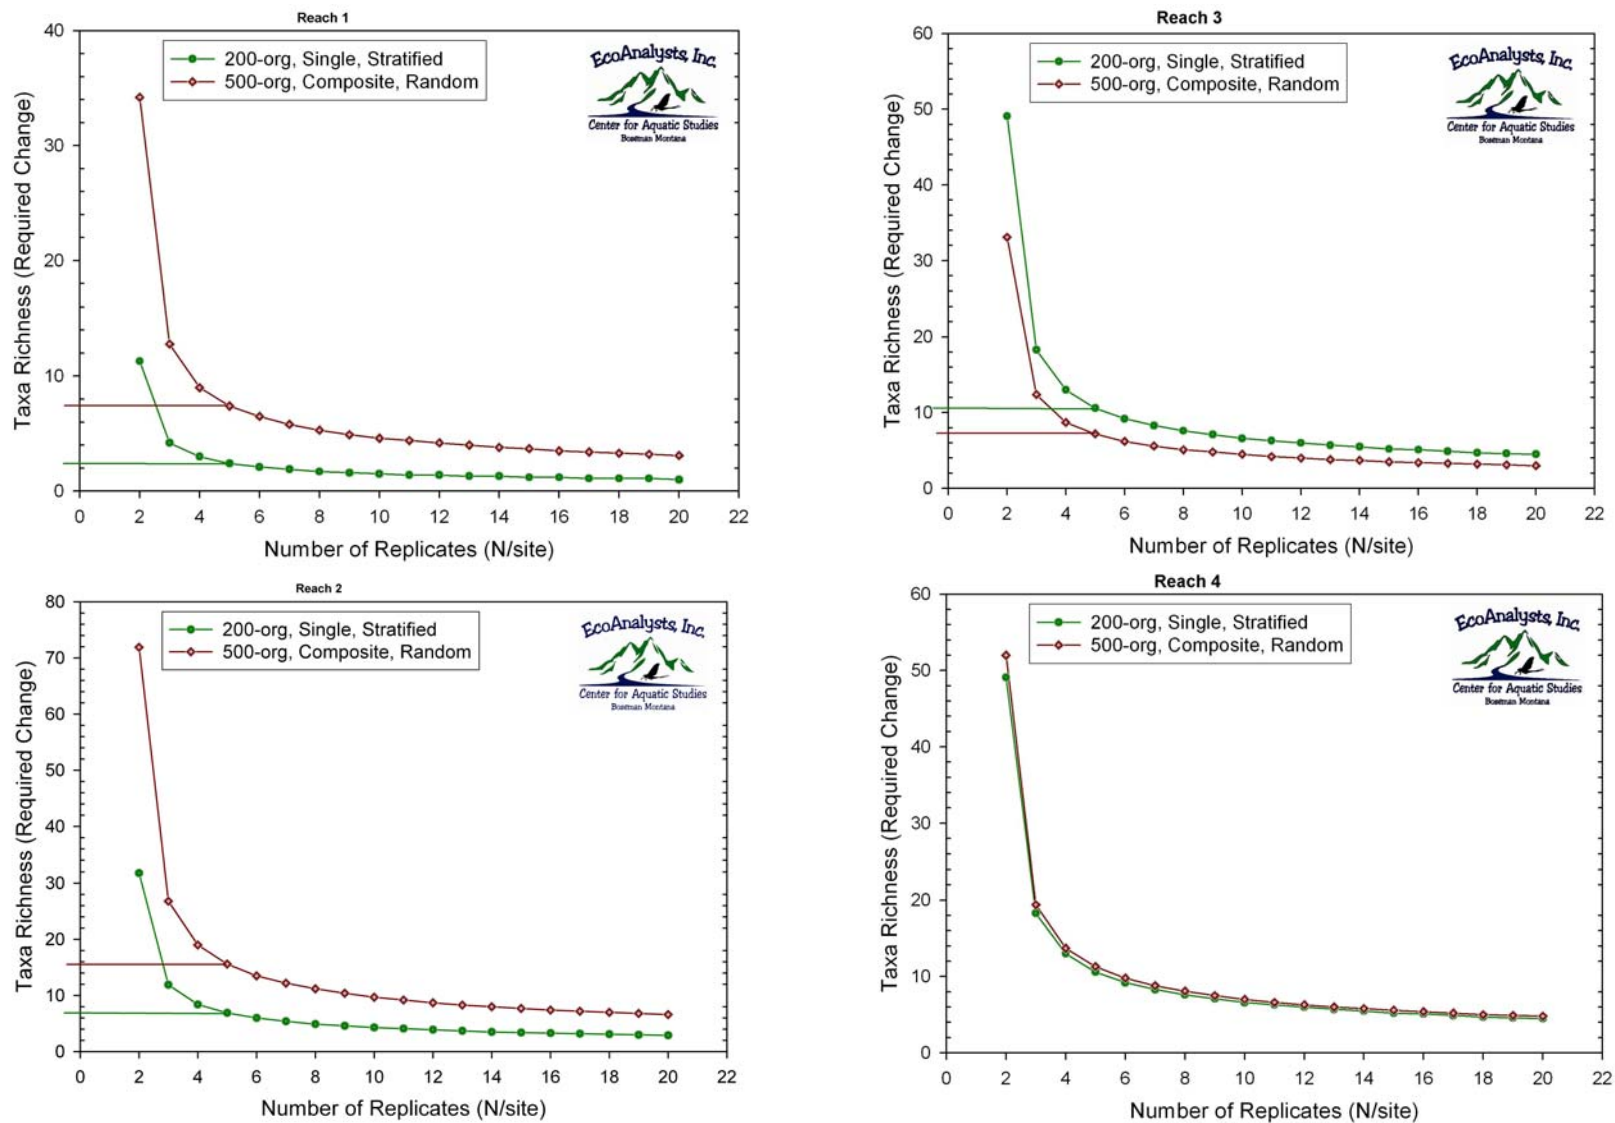 Reach 1
40
30
20
10
0
Taxa Richness (Required Change)
200-org, Single, Stratified
500-org, Composite, Random
EcoAnalysts, Inc.
Center for Aquatic Studies
Bozeman Montana
0 2 4 6 8 10 12 14 16 18 20 22
Number of Replicates (N/site)
Reach 3
60
50
40
30
20
10
0
Taxa Richness (Required Change)
200-org, Single, Stratified
500-org, Composite, Random
EcoAnalysts, Inc.
Center for Aquatic Studies
Bozeman Montana
0 2 4 6 8 10 12 14 16 18 20 22
Number of Replicates (N/site)
Reach 2
80
70
60
50
40
30
20
10
0
Taxa Richness (Required Change)
200-org, Single, Stratified
500-org, Composite, Random
EcoAnalysts, Inc.
Center for Aquatic Studies
Bozeman Montana
0 2 4 6 8 10 12 14 16 18 20 22
Number of Replicates (N/site)
Reach 4
60
50
40
30
20
10
0
Taxa Richness (Required Change)
200-org, Single, Stratified
500-org, Composite, Random
EcoAnalysts, Inc.
Center for Aquatic Studies
Bozeman Montana
0 2 4 6 8 10 12 14 16 18 20 22
Number of Replicates (N/site)